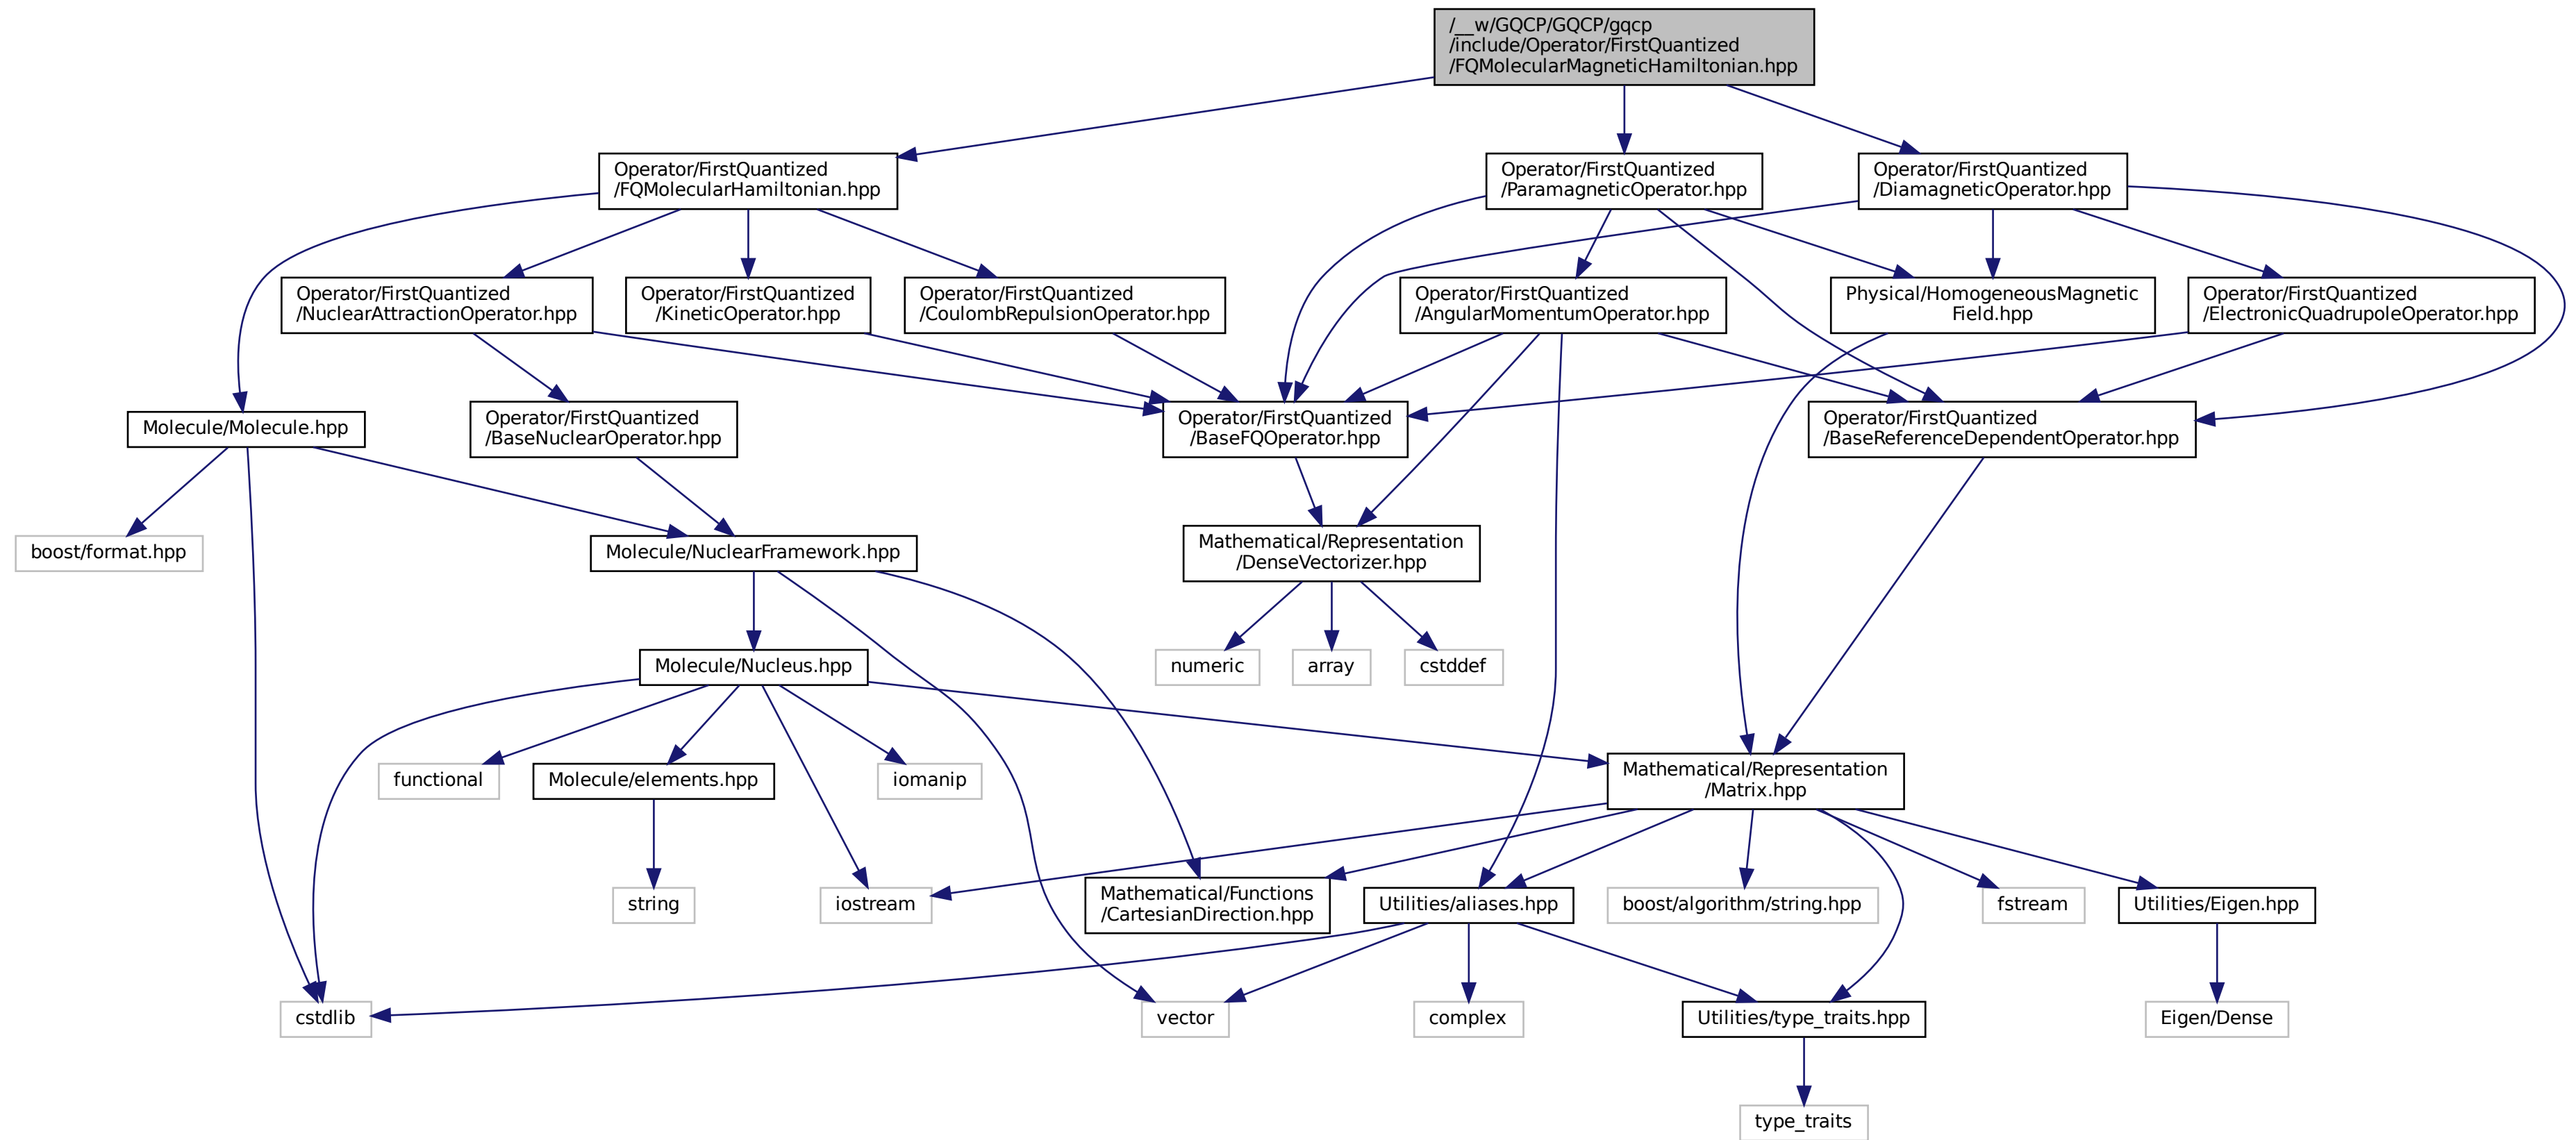 /__w/GQCP/GQCP/gqcp
/include/Operator/FirstQuantized
/FQMolecularMagneticHamiltonian.hpp
Operator/FirstQuantized
/FQMolecularHamiltonian.hpp
Operator/FirstQuantized
/ParamagneticOperator.hpp
Operator/FirstQuantized
/DiamagneticOperator.hpp
Operator/FirstQuantized
/NuclearAttractionOperator.hpp
Operator/FirstQuantized
/KineticOperator.hpp
Operator/FirstQuantized
/CoulombRepulsionOperator.hpp
Operator/FirstQuantized
/AngularMomentumOperator.hpp
Physical/HomogeneousMagnetic
Field.hpp
Operator/FirstQuantized
/ElectronicQuadrupoleOperator.hpp
Molecule/Molecule.hpp
Operator/FirstQuantized
/BaseNuclearOperator.hpp
Operator/FirstQuantized
/BaseFQOperator.hpp
Operator/FirstQuantized
/BaseReferenceDependentOperator.hpp
boost/format.hpp
Molecule/NuclearFramework.hpp
Mathematical/Representation
/DenseVectorizer.hpp
Molecule/Nucleus.hpp
numeric
array
cstddef
functional
Molecule/elements.hpp
iomanip
Mathematical/Representation
/Matrix.hpp
string
iostream
Mathematical/Functions
/CartesianDirection.hpp
Utilities/aliases.hpp
boost/algorithm/string.hpp
fstream
Utilities/Eigen.hpp
cstdlib
vector
complex
Utilities/type_traits.hpp
Eigen/Dense
type_traits